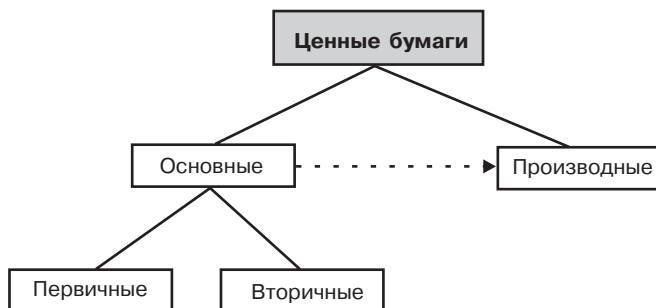 Ценные бумаги
Основные
Производные
Первичные
Вторичные